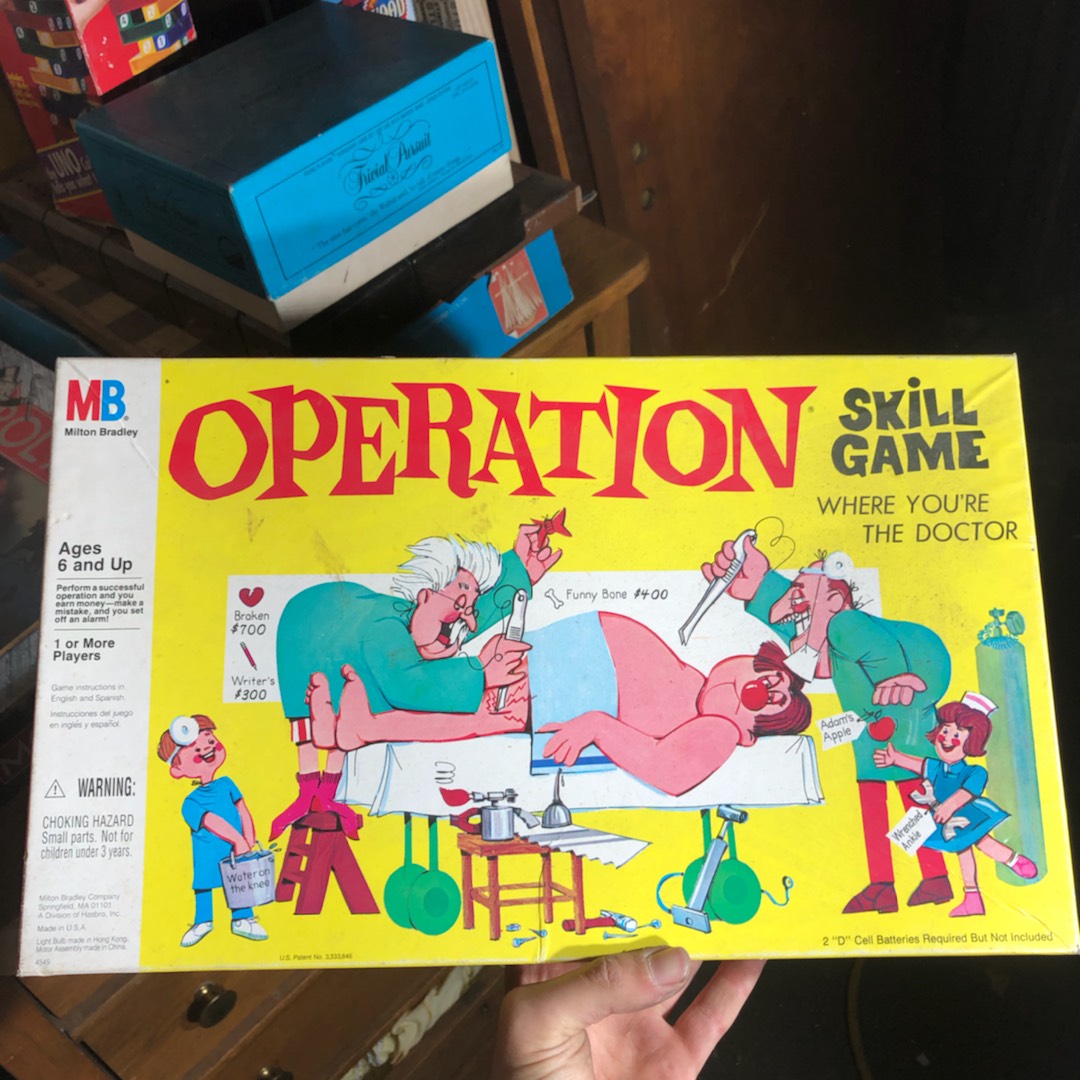 UNO
Trivial Pursuit
MB®
Milton Bradley
OPERATION®
SKiLL
GAME
WHERE YOU'RE
THE DOCTOR
Ages
6 and Up
Perform a successful
operation and you
earn money—make a
mistake, and you set
off an alarm!
1 or More
Players
Game instructions in
English and Spanish.
Instrucciones del juego
en inglés y español.
WARNING:
CHOKING HAZARD
Small parts. Not for
children under 3 years.
Milton Bradley Company
Springfield, MA 01101
A Division of Hasbro, Inc.
Made in U.S.A.
Light Bulb made in Hong Kong.
Motor Assembly made in China.
4545
Broken
$700
Writer's
$300
Funny Bone $400
Adam's
Apple
Wrenched
Ankle
Water on
the knee
U.S. Patent No. 3,333,846
2 "D" Cell Batteries Required But Not Included